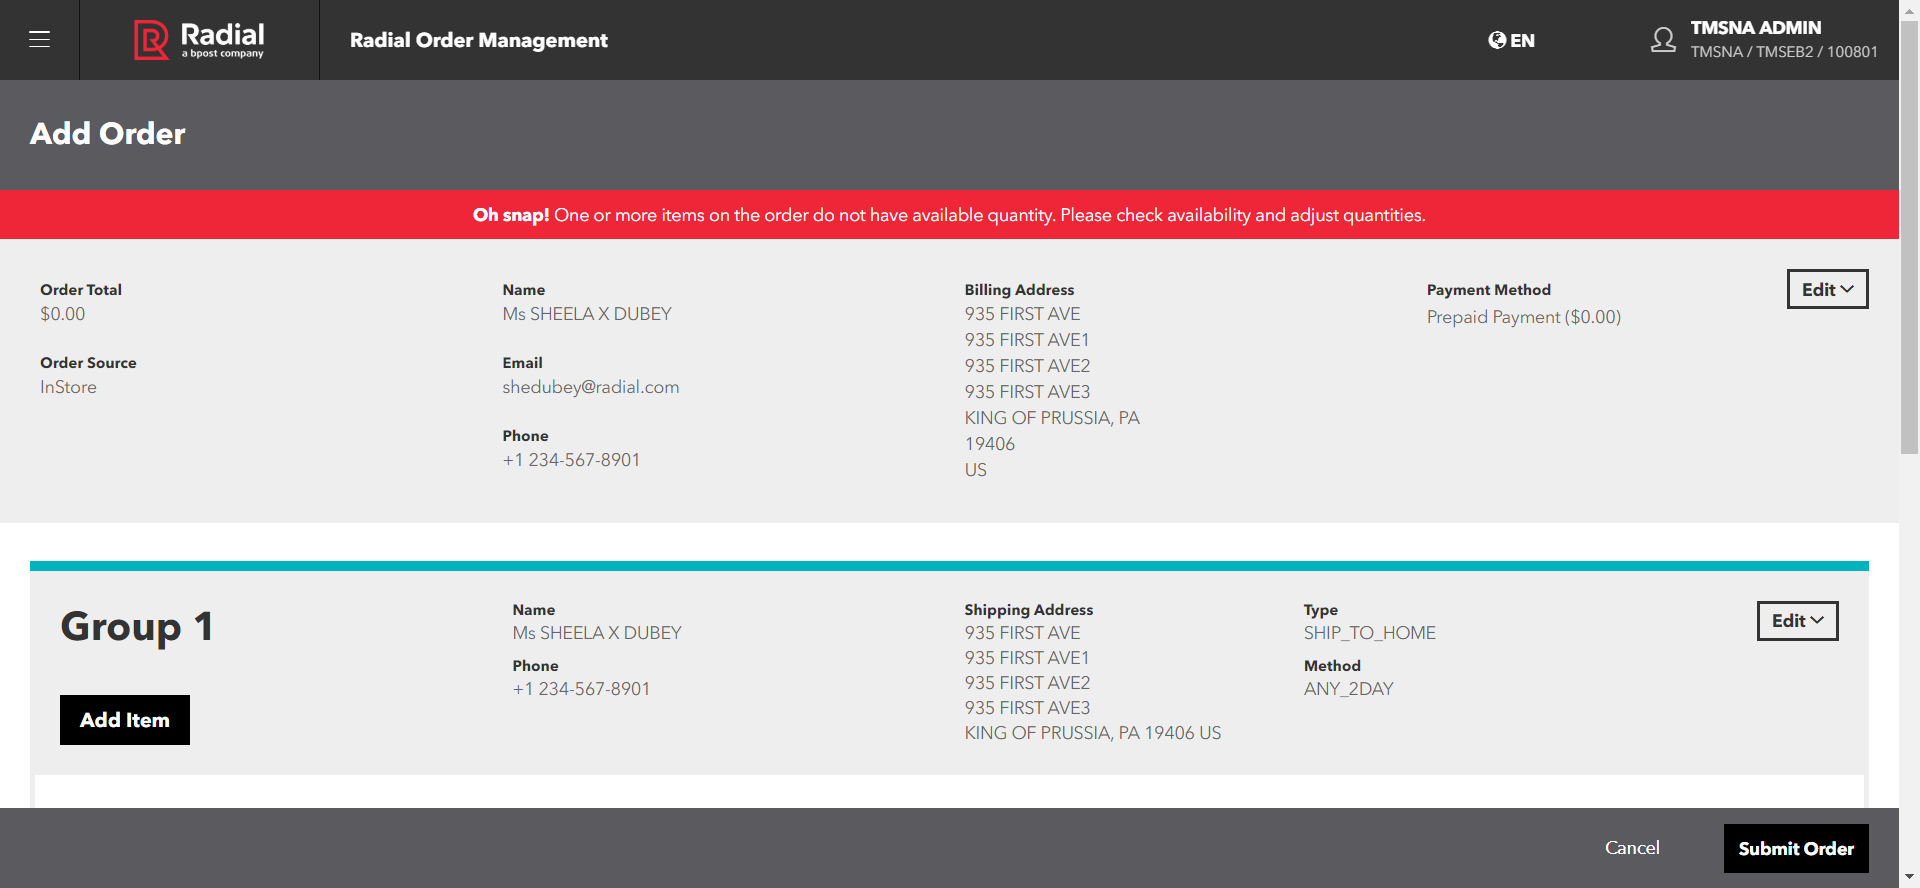 Radial
a bpost company
Radial Order Management
EN
TMSNA ADMIN
TMSNA / TMSEB2 / 100801
Add Order
Oh snap! One or more items on the order do not have available quantity. Please check availability and adjust quantities.
Order Total
$0.00
Order Source
InStore
Name
Ms SHEELA X DUBEY
Email
shedubey@radial.com
Phone
+1 234-567-8901
Billing Address
935 FIRST AVE
935 FIRST AVE1
935 FIRST AVE2
935 FIRST AVE3
KING OF PRUSSIA, PA
19406
US
Payment Method
Prepaid Payment ($0.00)
Edit
Group 1
Add Item
Name
Ms SHEELA X DUBEY
Phone
+1 234-567-8901
Shipping Address
935 FIRST AVE
935 FIRST AVE1
935 FIRST AVE2
935 FIRST AVE3
KING OF PRUSSIA, PA 19406 US
Type
SHIP_TO_HOME
Method
ANY_2DAY
Edit
Cancel
Submit Order